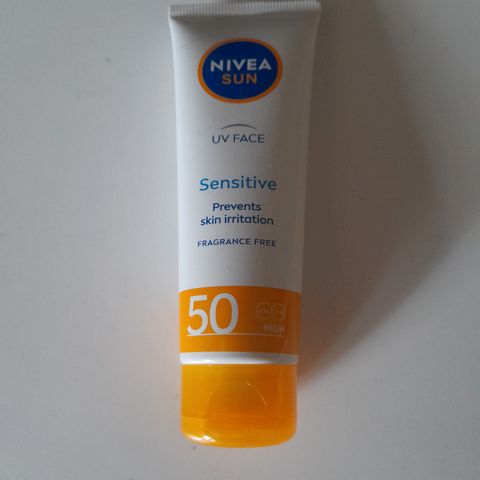 NIVEA
SUN
UV FACE
Sensitive
Prevents
skin irritation
FRAGRANCE FREE
50
HIGH